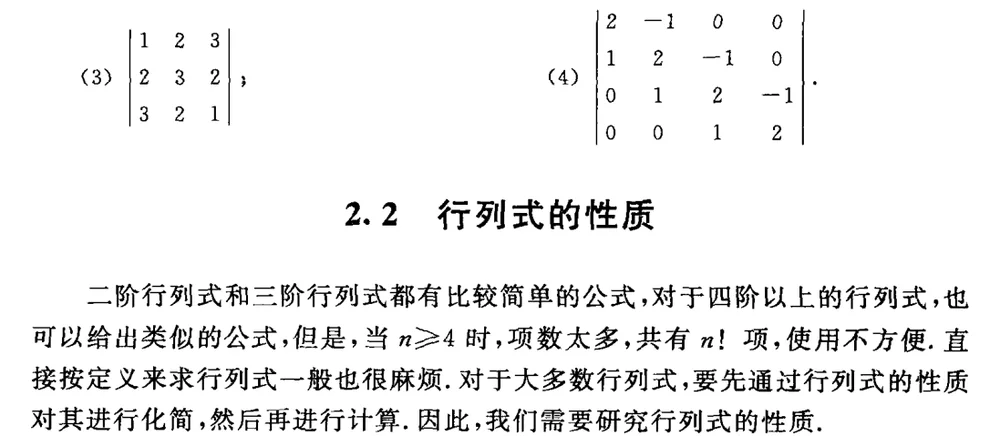 (3) |1 2 3|
|2 3 2|;
|3 2 1|
(4) |2 −1 0 0|
|1 2 −1 0|
|0 1 2 −1|.
|0 0 1 2|
2.2 行列式的性质
二阶行列式和三阶行列式都有比较简单的公式,对于四阶以上的行列式,也
可以给出类似的公式,但是,当 n≥4 时,项数太多,共有 n! 项,使用不方便.直
接按定义来求行列式一般也很麻烦.对于大多数行列式,要先通过行列式的性质
对其进行化简,然后再进行计算.因此,我们需要研究行列式的性质.